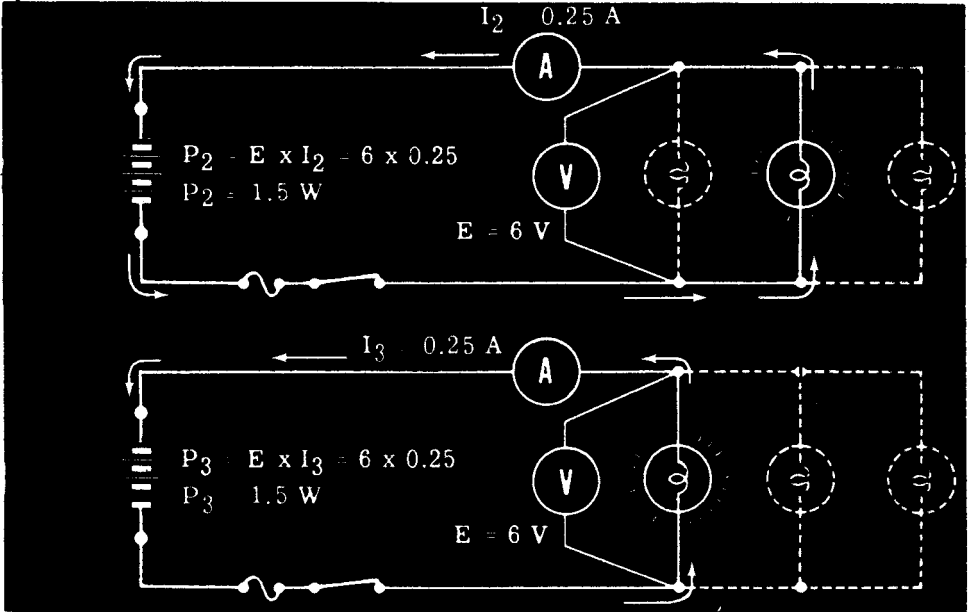 I2 0.25 A
A
P2 - E x I2 = 6 x 0.25
P2 = 1.5 W
V
E = 6 V
I3 0.25 A
A
P3 - E x I3 = 6 x 0.25
P3 1.5 W
V
E = 6 V